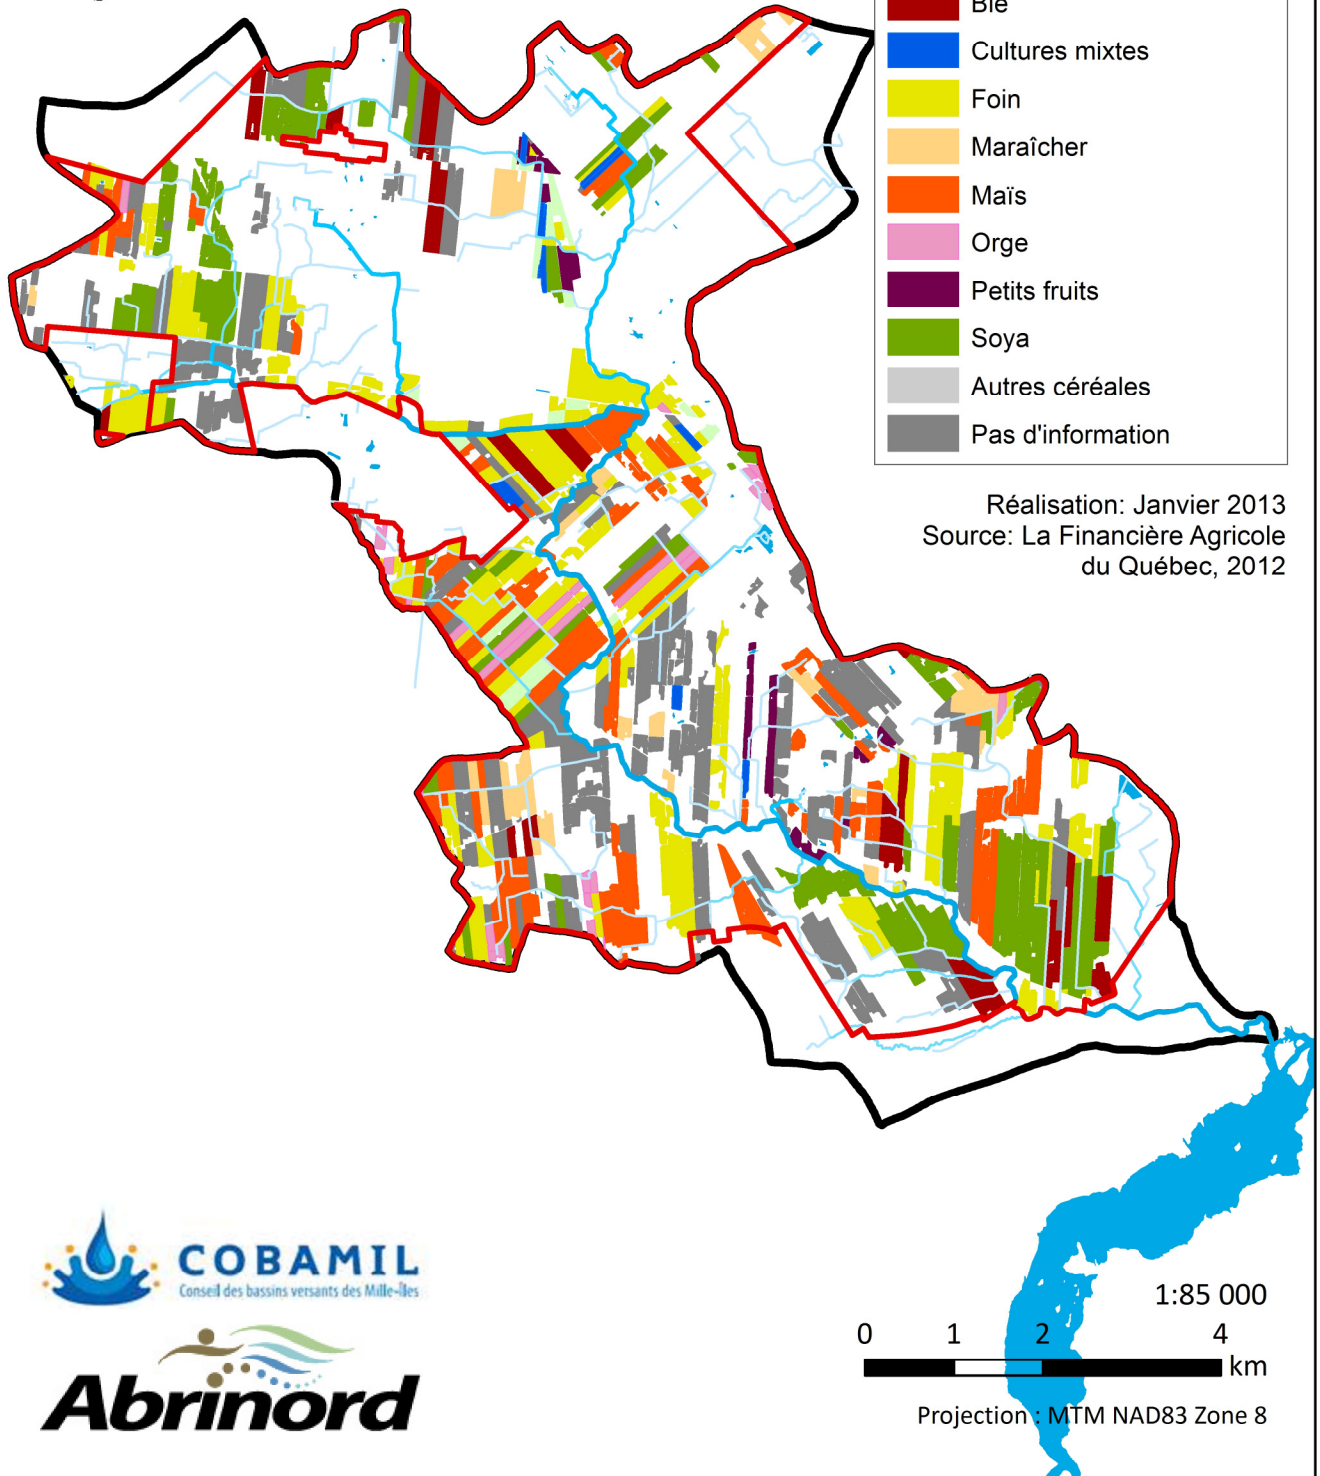 Blé
Cultures mixtes
Foin
Maraîcher
Maïs
Orge
Petits fruits
Soya
Autres céréales
Pas d'information
Réalisation: Janvier 2013
Source: La Financière Agricole
du Québec, 2012
COBAMIL
Conseil des bassins versants des Mille-Îles
Abrinord
1:85 000
0 1 2 4
km
Projection : MTM NAD83 Zone 8